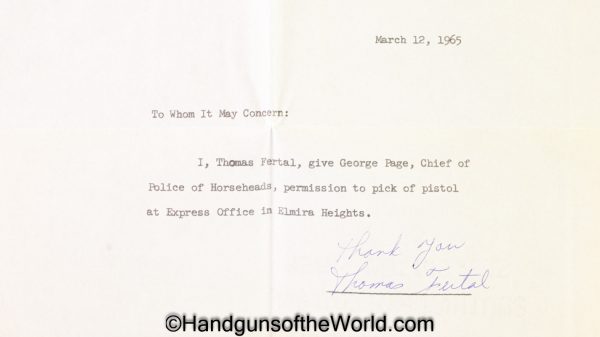 March 12, 1965
To Whom It May Concern:
I, Thomas Fertal, give George Page, Chief of
Police of Horseheads, permission to pick of pistol
at Express Office in Elmira Heights.
Thank You
Thomas Fertal
©HandgunsoftheWorld.com